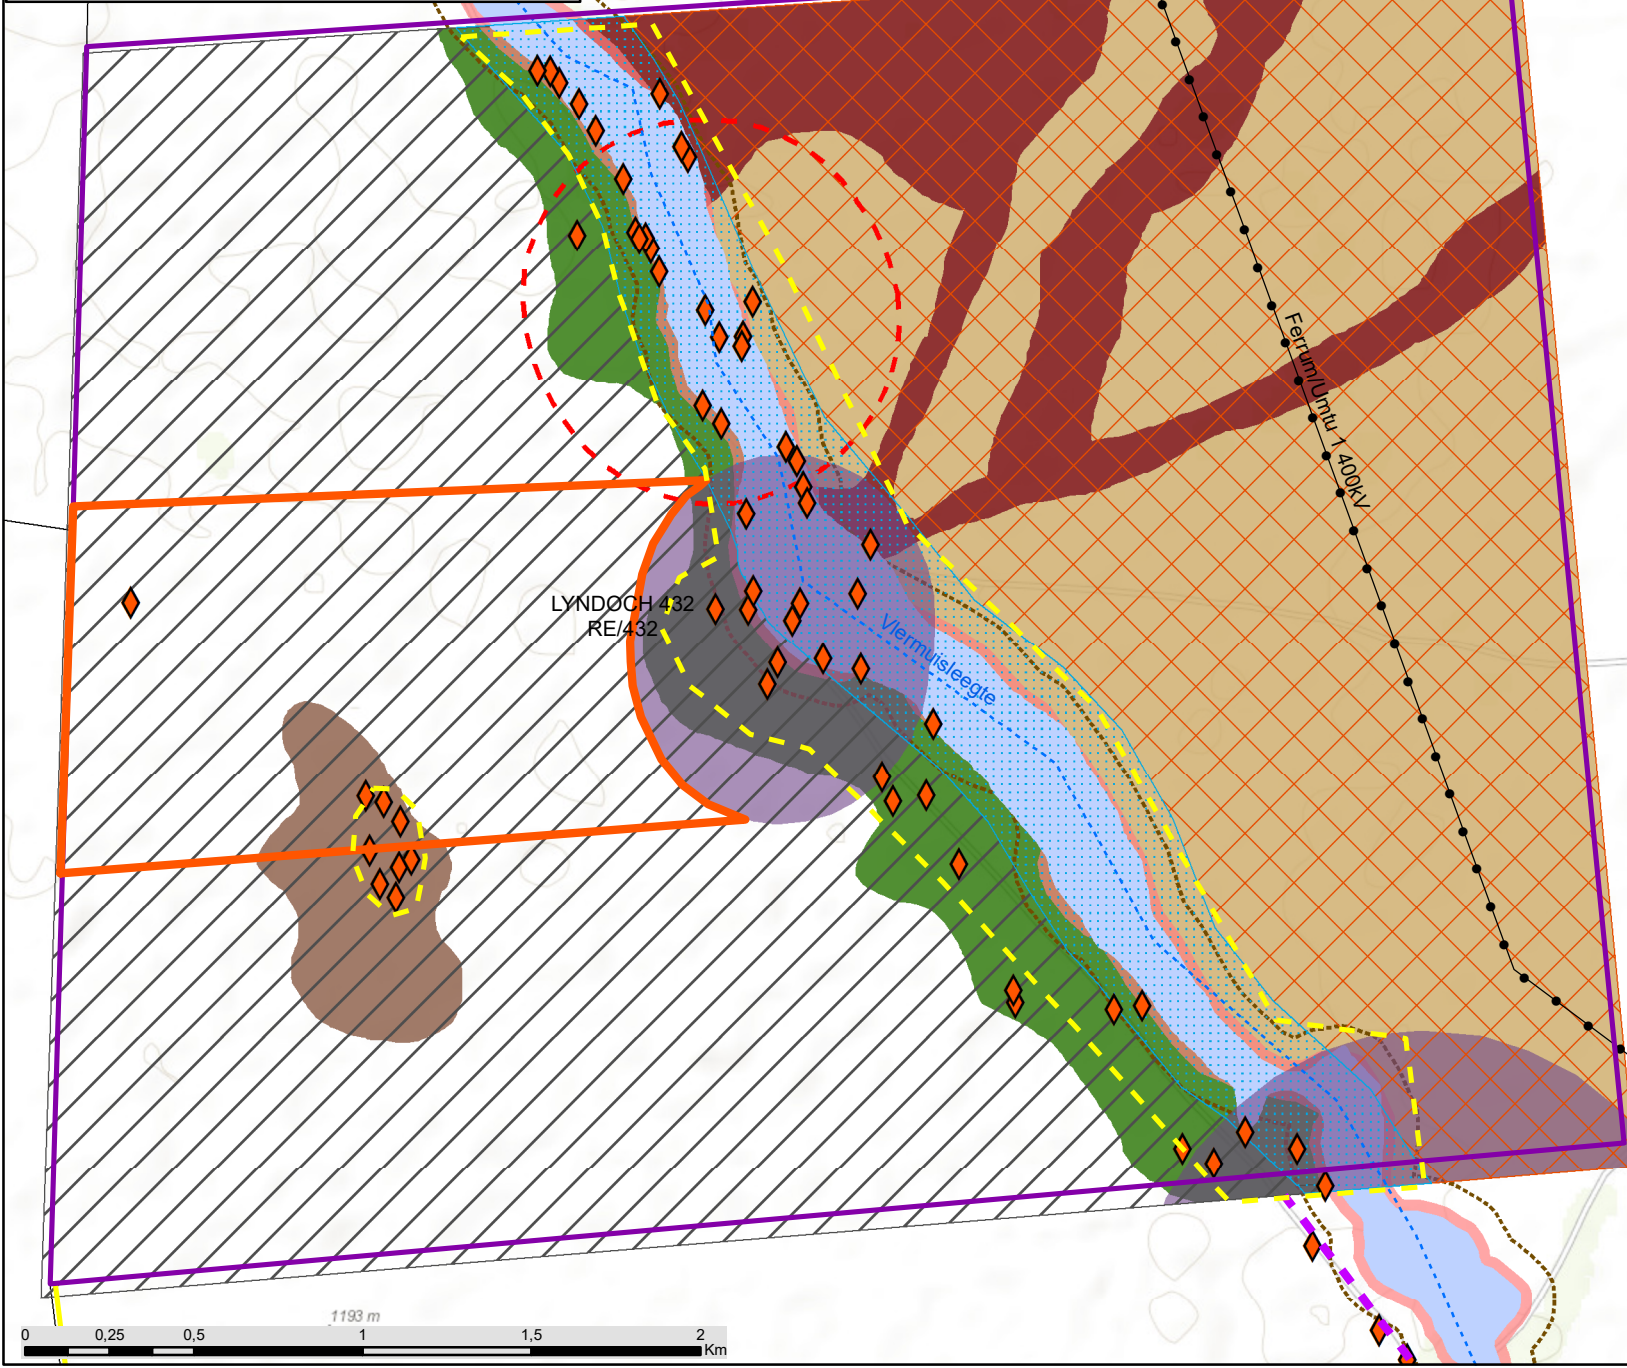 Ferrum/Umtu 1 400kV
LYNDOCH 432
RE/432
Vlermuisleegte
1193 m
0 0,25 0,5 1 1,5 2
Km